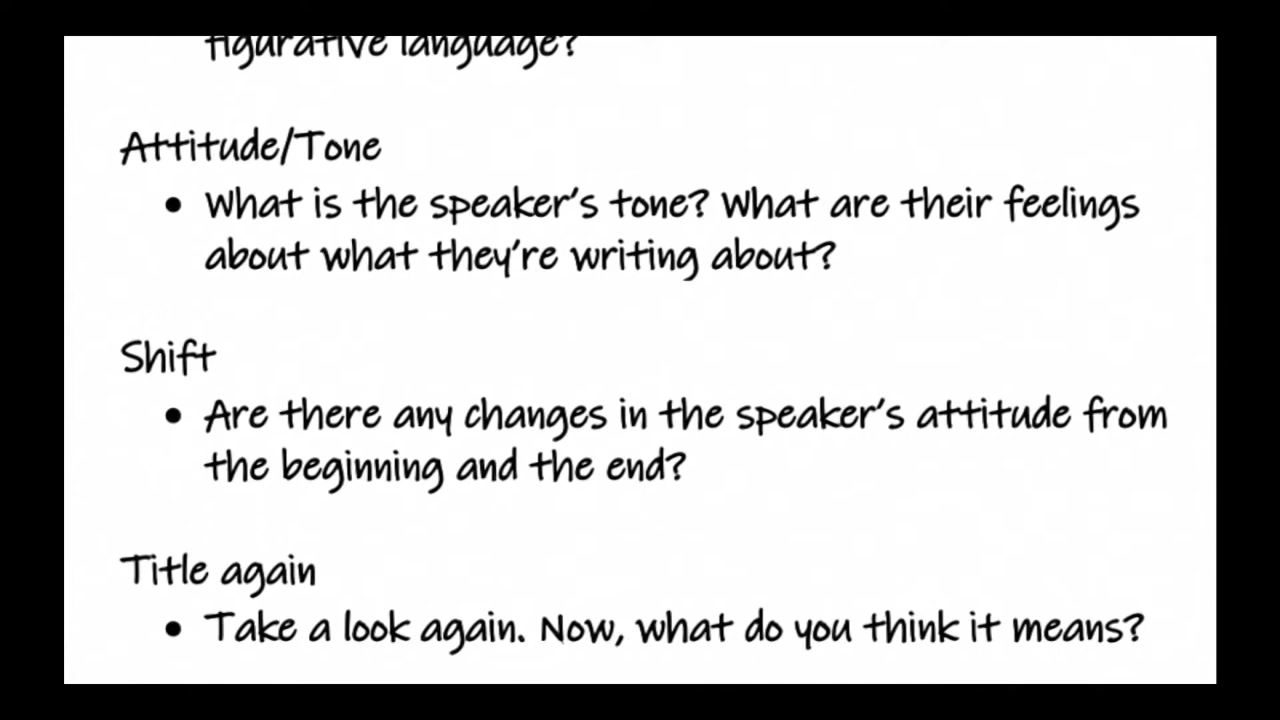 figurative language?
Attitude/Tone
• What is the speaker's tone? What are their feelings
about what they're writing about?
Shift
• Are there any changes in the speaker's attitude from
the beginning and the end?
Title again
• Take a look again. Now, what do you think it means?